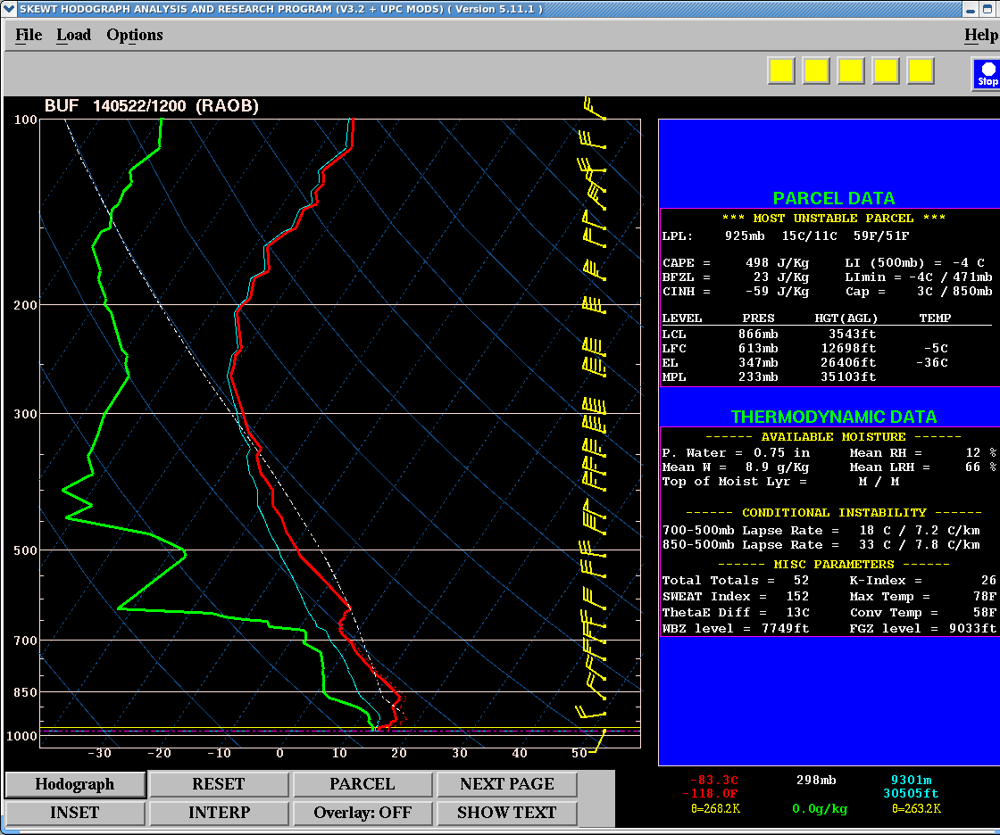 SKEWT HODOGRAPH ANALYSIS AND RESEARCH PROGRAM (V3.2 + UPC MODS) ( Version 5.11.1 )
File Load Options Help
Stop
BUF 140522/1200 (RAOB)
100
200
300
500
700
850
1000
-30 -20 -10 0 10 20 30 40 50
PARCEL DATA
*** MOST UNSTABLE PARCEL ***
LPL: 925mb 15C/11C 59F/51F
CAPE = 498 J/Kg LI (500mb) = -4 C
BFZL = 23 J/Kg LImin = -4C / 471mb
CINH = -59 J/Kg Cap = 3C / 850mb
LEVEL PRES HGT(AGL) TEMP
LCL 866mb 3543ft
LFC 613mb 12698ft -5C
EL 347mb 26406ft -36C
MPL 233mb 35103ft
THERMODYNAMIC DATA
------ AVAILABLE MOISTURE ------
P. Water = 0.75 in Mean RH = 12 %
Mean W = 8.9 g/Kg Mean LRH = 66 %
Top of Moist Lyr = M / M
------ CONDITIONAL INSTABILITY ------
700-500mb Lapse Rate = 18 C / 7.2 C/km
850-500mb Lapse Rate = 33 C / 7.8 C/km
------ MISC PARAMETERS ------
Total Totals = 52 K-Index = 26
SWEAT Index = 152 Max Temp = 78F
ThetaE Diff = 13C Conv Temp = 58F
WBZ level = 7749ft FGZ level = 9033ft
Hodograph RESET PARCEL NEXT PAGE
INSET INTERP Overlay: OFF SHOW TEXT
-83.3C 298mb 9301m
-118.0F 30505ft
θ=268.2K 0.0g/kg θ=263.2K